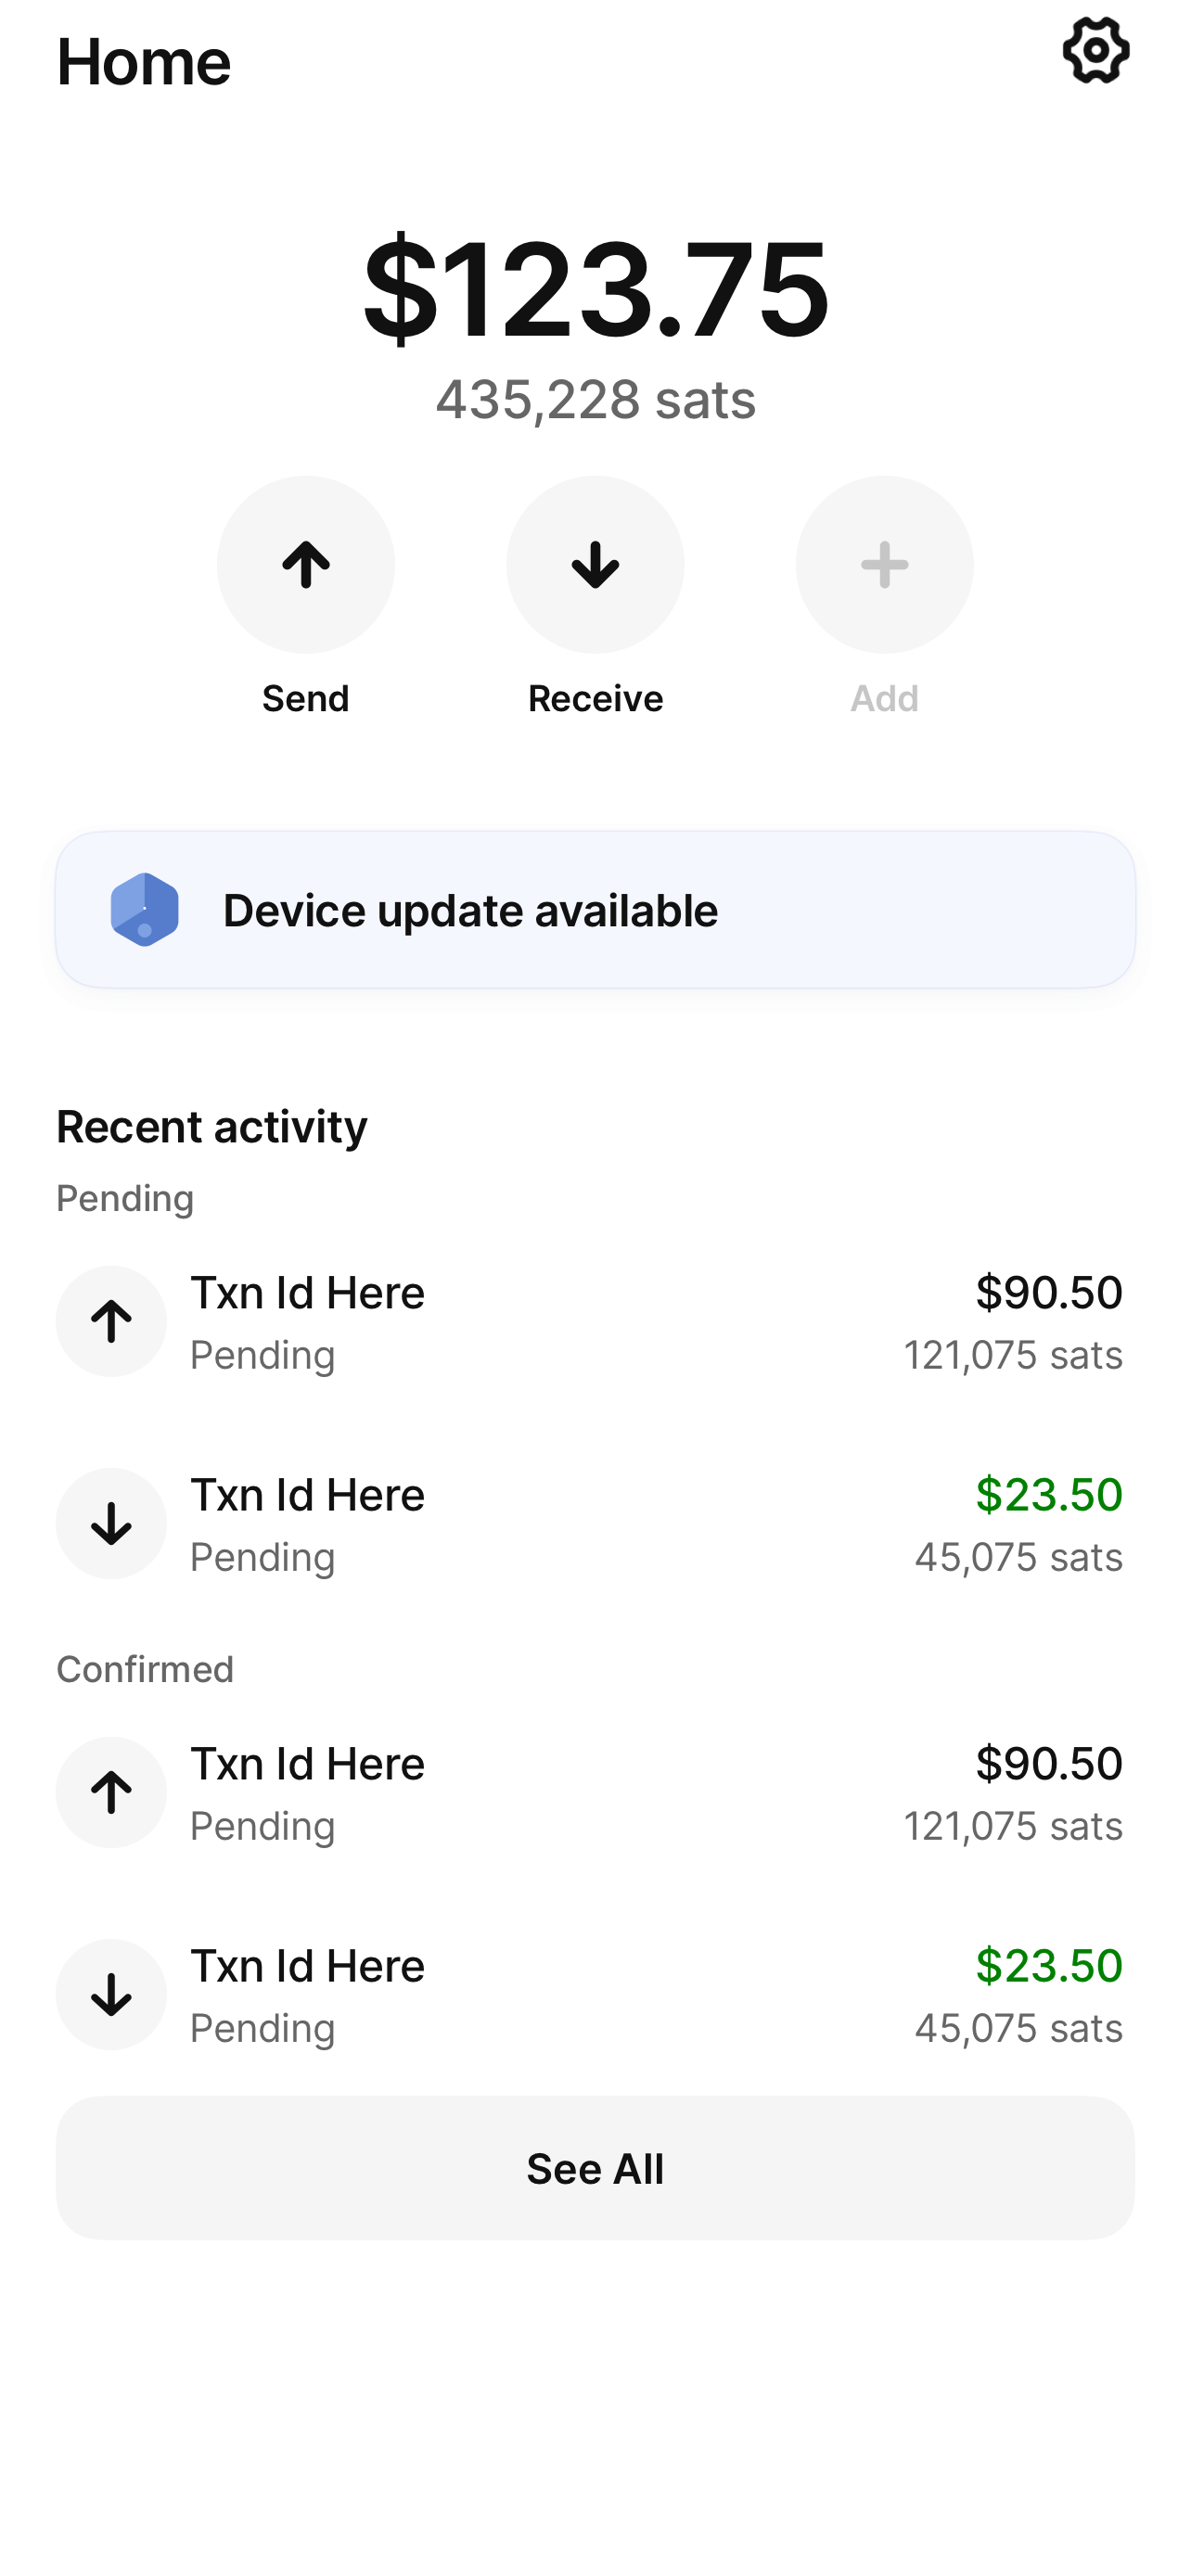 Home
$123.75
435,228 sats
Send
Receive
Add
Device update available
Recent activity
Pending
Txn Id Here
$90.50
Pending
121,075 sats
Txn Id Here
$23.50
Pending
45,075 sats
Confirmed
Txn Id Here
$90.50
Pending
121,075 sats
Txn Id Here
$23.50
Pending
45,075 sats
See All